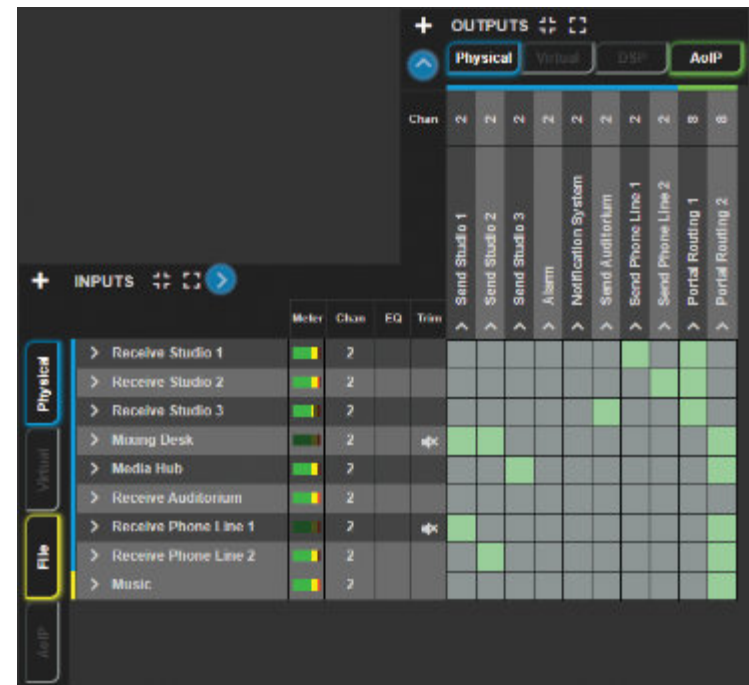 OUTPUTS
Physical Virtual DSP AoIP
Chan 2 2 2 2 2 2 2 2 8 8
Send Studio 1
Send Studio 2
Send Studio 3
Alarm
Notification System
Send Auditorium
Send Phone Line 1
Send Phone Line 2
Portal Routing 1
Portal Routing 2
INPUTS
Meter Chan EQ Trim
Physical
Virtual
File
AoIP
Receive Studio 1 2
Receive Studio 2 2
Receive Studio 3 2
Mixing Desk 2
Media Hub 2
Receive Auditorium 2
Receive Phone Line 1 2
Receive Phone Line 2 2
Music 2